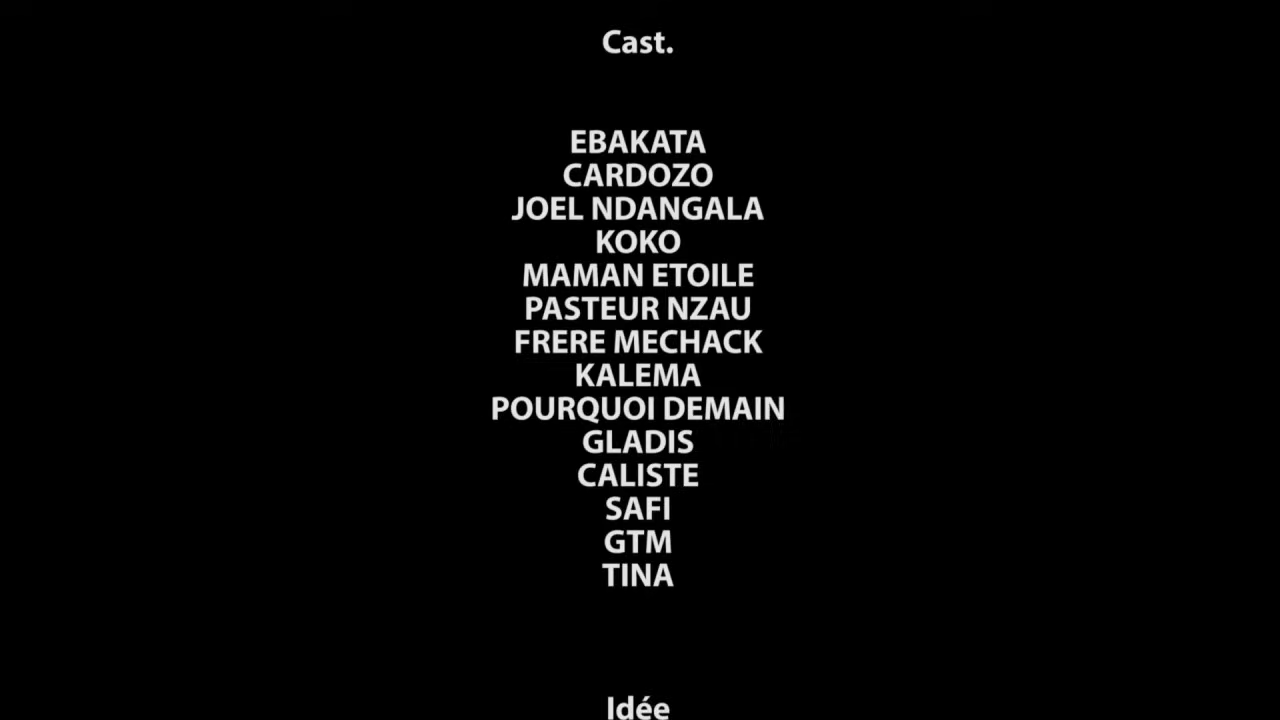 Cast.
EBAKATA
CARDOZO
JOEL NDANGALA
KOKO
MAMAN ETOILE
PASTEUR NZAU
FRERE MECHACK
KALEMA
POURQUOI DEMAIN
GLADIS
CALISTE
SAFI
GTM
TINA
Idée